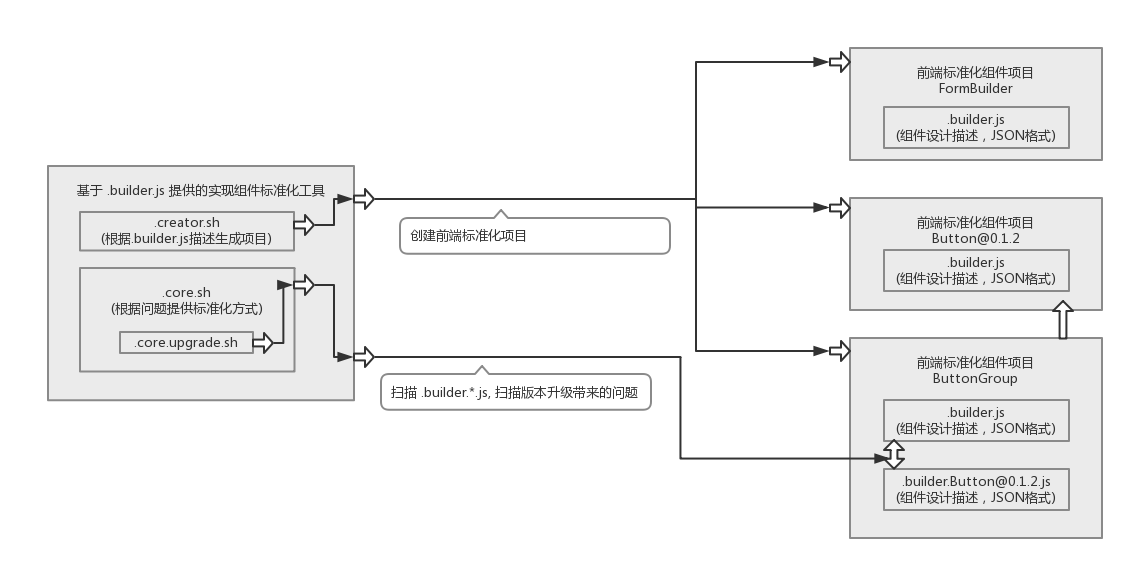 基于 .builder.js 提供的实现组件标准化工具
.creator.sh
(根据.builder.js描述生成项目)
.core.sh
(根据问题提供标准化方式)
.core.upgrade.sh
创建前端标准化项目
扫描 .builder.*.js, 扫描版本升级带来的问题
前端标准化组件项目
FormBuilder
.builder.js
(组件设计描述，JSON格式)
前端标准化组件项目
Button@0.1.2
.builder.js
(组件设计描述，JSON格式)
前端标准化组件项目
ButtonGroup
.builder.js
(组件设计描述，JSON格式)
.builder.Button@0.1.2.js
(组件设计描述，JSON格式)